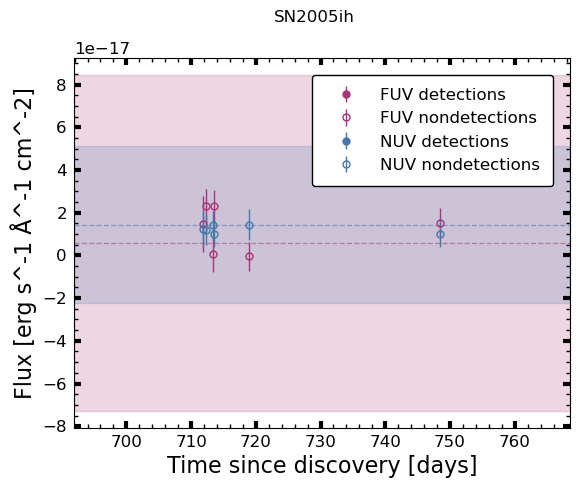 SN2005ih
1e−17
FUV detections
FUV nondetections
NUV detections
NUV nondetections
8
6
4
2
0
−2
−4
−6
−8
Flux [erg s^-1 Å^-1 cm^-2]
700 710 720 730 740 750 760
Time since discovery [days]